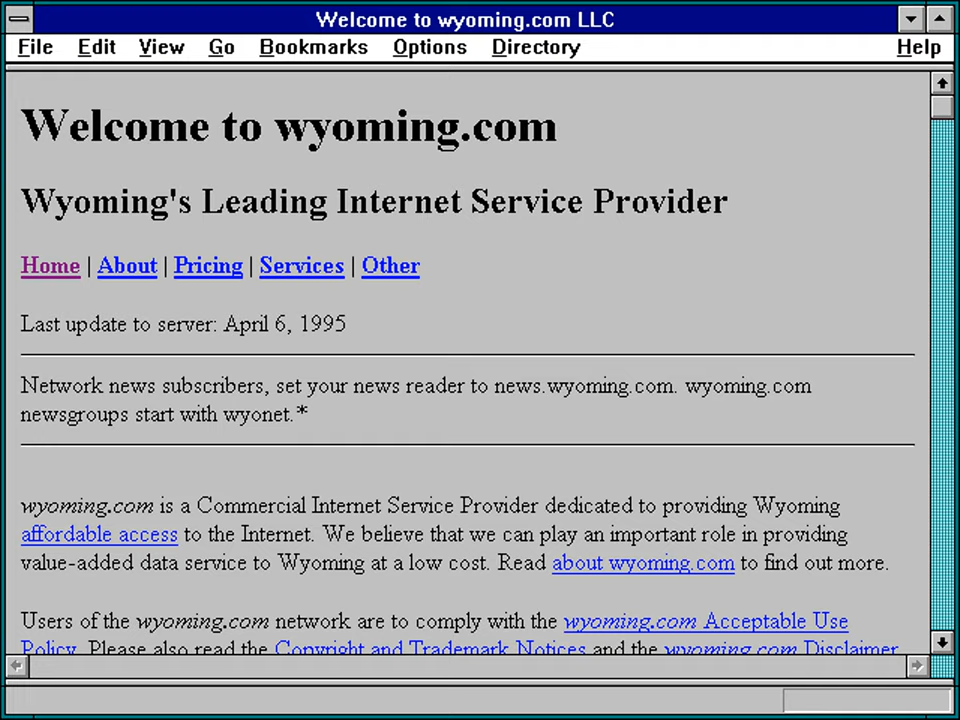 Welcome to wyoming.com LLC
File Edit View Go Bookmarks Options Directory Help
Welcome to wyoming.com
Wyoming's Leading Internet Service Provider
Home | About | Pricing | Services | Other
Last update to server: April 6, 1995
Network news subscribers, set your news reader to news.wyoming.com. wyoming.com
newsgroups start with wyonet.*
wyoming.com is a Commercial Internet Service Provider dedicated to providing Wyoming
affordable access to the Internet. We believe that we can play an important role in providing
value-added data service to Wyoming at a low cost. Read about wyoming.com to find out more.
Users of the wyoming.com network are to comply with the wyoming.com Acceptable Use
Policy. Please also read the Copyright and Trademark Notices and the wyoming.com Disclaimer